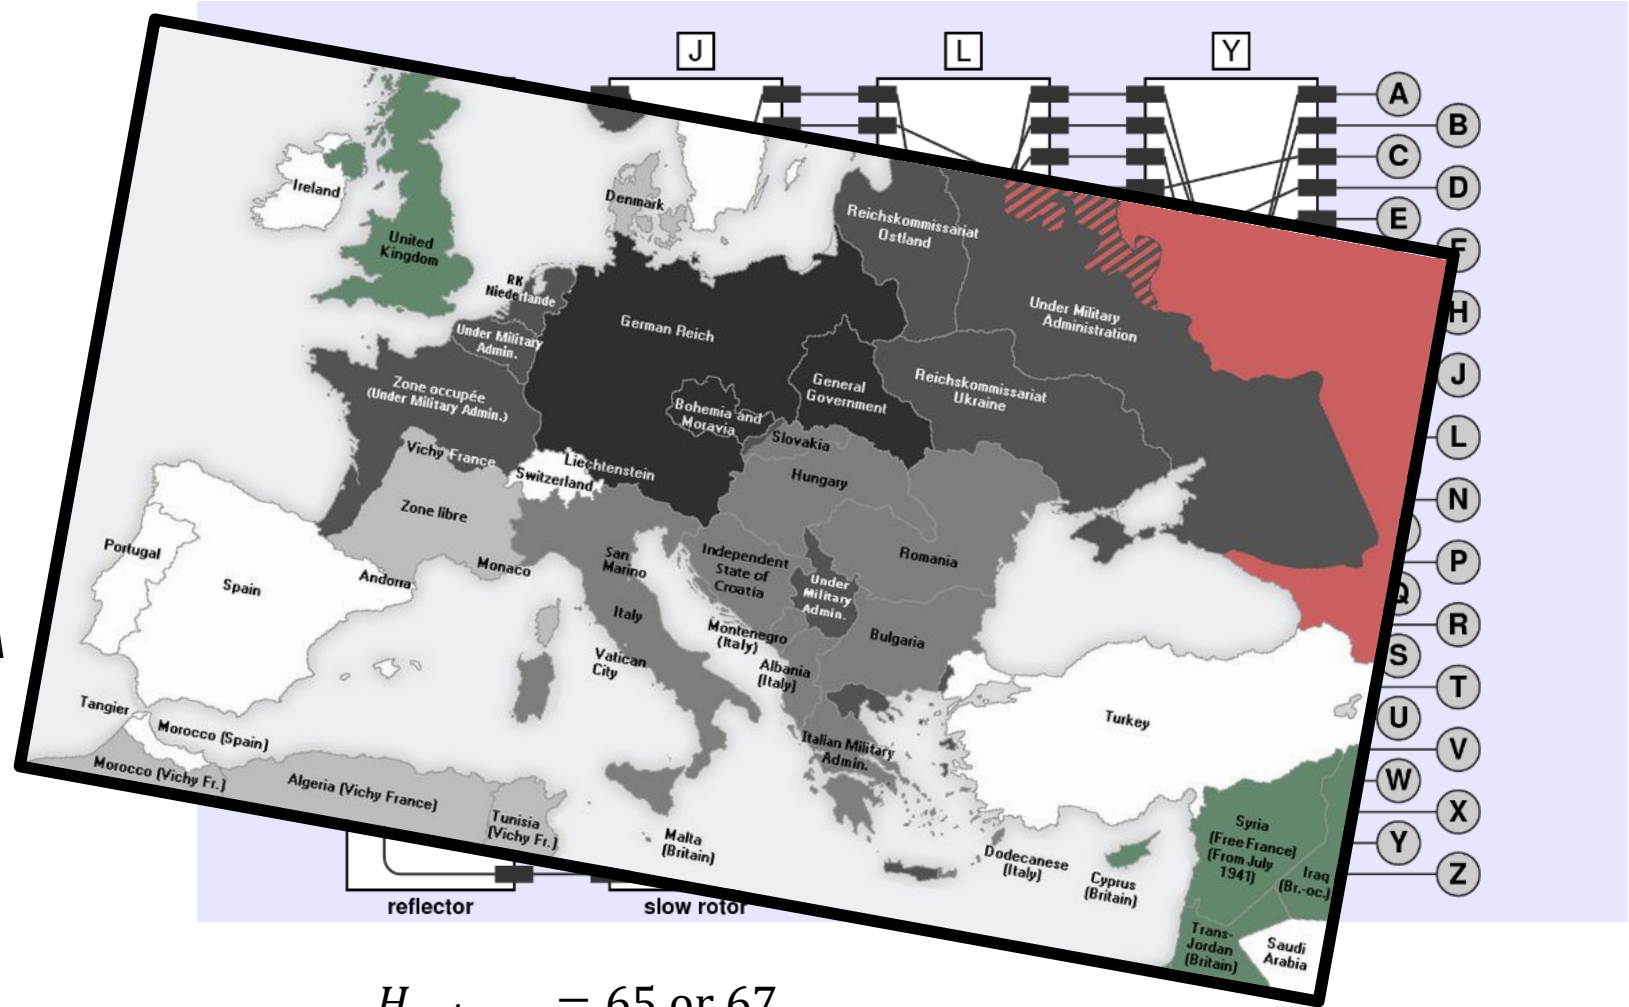 J
L
Y
A
B
C
D
E
F
H
J
L
N
P
Q
R
S
T
U
V
W
X
Y
Z
Ireland
United
Kingdom
Denmark
RK
Niederlande
Under Military
Admin.
German Reich
Reichskommissariat
Ostland
Under Military
Administration
Zone occupée
(Under Military Admin.)
Bohemia and
Moravia
General
Government
Reichskommissariat
Ukraine
Vichy France
Switzerland
Liechtenstein
Slovakia
Hungary
Zone libre
Portugal
Spain
Andorra
Monaco
San
Marino
Italy
Independent
State of
Croatia
Under
Military
Admin.
Romania
Bulgaria
Vatican
City
Montenegro
(Italy)
Albania
(Italy)
Italian Military
Admin.
Turkey
Tangier
Morocco (Spain)
Morocco (Vichy Fr.)
Algeria (Vichy France)
Tunisia
(Vichy Fr.)
Malta
(Britain)
Dodecanese
(Italy)
Cyprus
(Britain)
Syria
(Free France)
(From July
1941)
Iraq
(Br.-oc.)
Trans-
Jordan
(Britain)
Saudi
Arabia
reflector
slow rotor
= 65 or 67